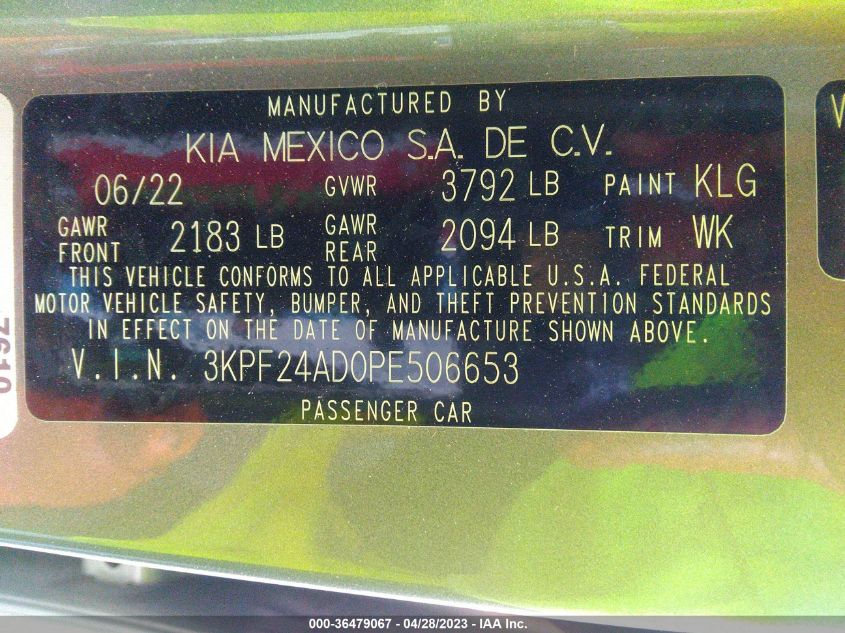 MANUFACTURED BY
KIA MEXICO S.A. DE C.V.
06/22 GVWR 3792 LB PAINT KLG
GAWR FRONT 2183 LB GAWR REAR 2094 LB TRIM WK
THIS VEHICLE CONFORMS TO ALL APPLICABLE U.S.A. FEDERAL
MOTOR VEHICLE SAFETY, BUMPER, AND THEFT PREVENTION STANDARDS
IN EFFECT ON THE DATE OF MANUFACTURE SHOWN ABOVE.
V.I.N. 3KPF24AD0PE506653
PASSENGER CAR
V
000-36479067 - 04/28/2023 - IAA Inc.